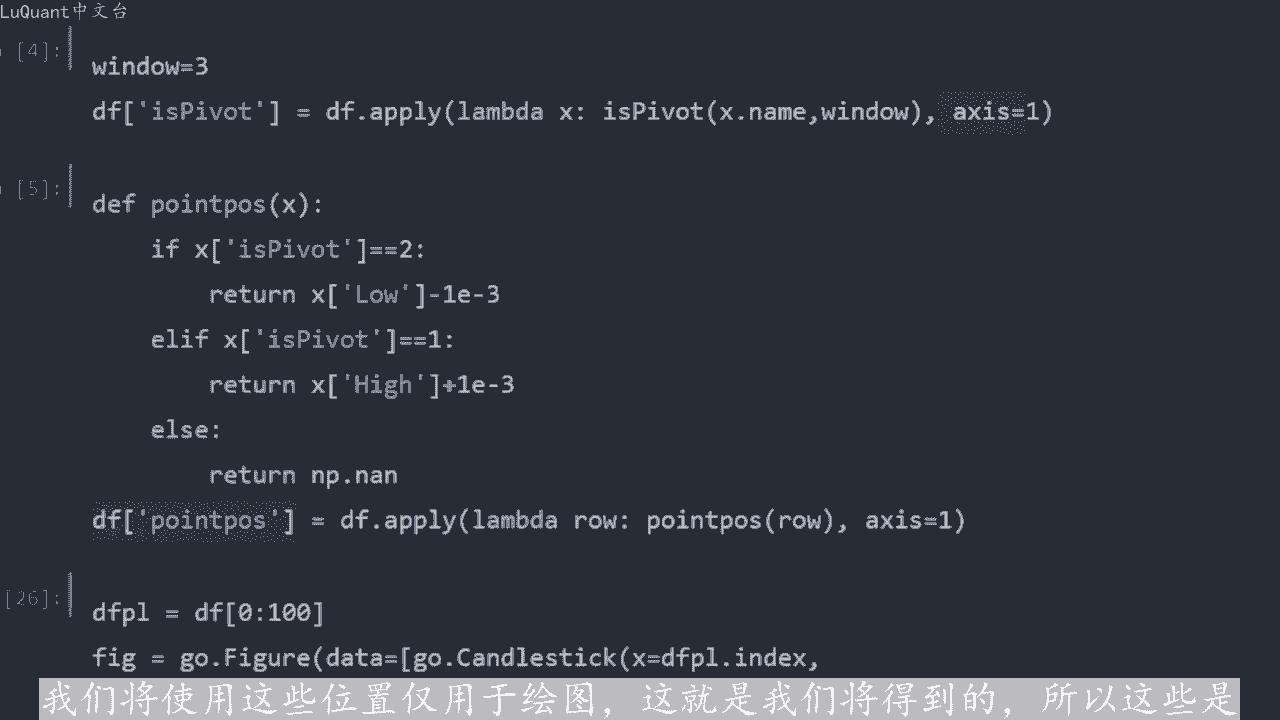 LuQuant中文台
[4]:
window=3
df['isPivot'] = df.apply(lambda x: isPivot(x.name,window), axis=1)
[5]:
def pointpos(x):
    if x['isPivot']==2:
        return x['Low']-1e-3
    elif x['isPivot']==1:
        return x['High']+1e-3
    else:
        return np.nan
df['pointpos'] = df.apply(lambda row: pointpos(row), axis=1)
[26]:
dfpl = df[0:100]
fig = go.Figure(data=[go.Candlestick(x=dfpl.index,
我们将使用这些位置仅用于绘图，这就是我们将得到的，所以这些是